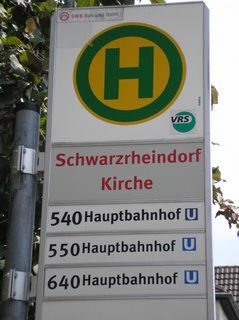 SWB Bus und Bahn
H
VRS
Schwarzrheindorf
Kirche
540 Hauptbahnhof U
550 Hauptbahnhof U
640 Hauptbahnhof U